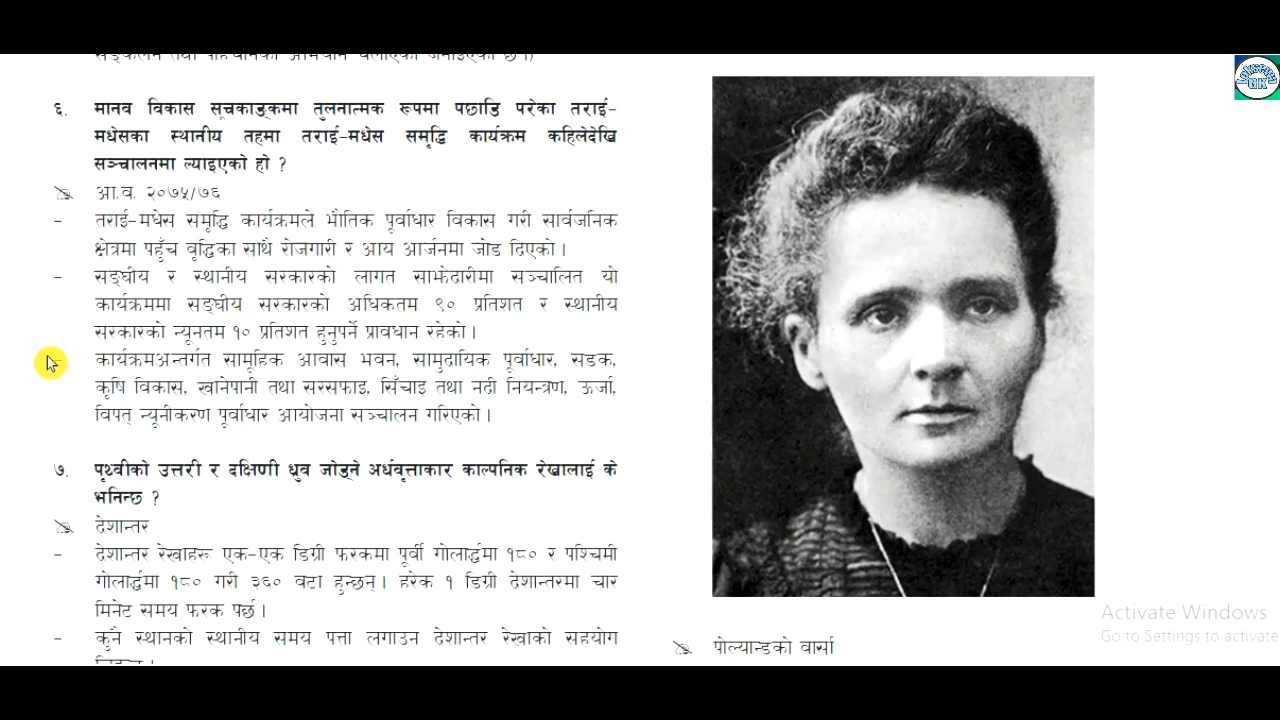 ६. मानव विकास सूचकाङ्कमा तुलनात्मक रूपमा पछाडि परेका तराई-
मधेसका स्थानीय तहमा तराई-मधेस समृद्धि कार्यक्रम कहिलेदेखि
सञ्चालनमा ल्याइएको हो ?
आ.व. २०७५/७६
- तराई-मधेस समृद्धि कार्यक्रमले भौतिक पूर्वाधार विकास गरी सार्वजनिक
क्षेत्रमा पहुँच वृद्धिका साथै रोजगारी र आय आर्जनमा जोड दिएको ।
- सङ्घीय र स्थानीय सरकारको लागत साझेदारीमा सञ्चालित यो
कार्यक्रममा सङ्घीय सरकारको अधिकतम ९० प्रतिशत र स्थानीय
सरकारको न्यूनतम १० प्रतिशत हुनुपर्ने प्रावधान रहेको ।
- कार्यक्रमअन्तर्गत सामूहिक आवास भवन, सामुदायिक पूर्वाधार, सडक,
कृषि विकास, खानेपानी तथा सरसफाइ, सिँचाइ तथा नदी नियन्त्रण, ऊर्जा,
विपत् न्यूनीकरण पूर्वाधार आयोजना सञ्चालन गरिएको ।
७. पृथ्वीको उत्तरी र दक्षिणी ध्रुव जोड्ने अर्धवृत्ताकार काल्पनिक रेखालाई के
भनिन्छ ?
देशान्तर
- देशान्तर रेखाहरू एक-एक डिग्री फरकमा पूर्वी गोलार्द्धमा १८० र पश्चिमी
गोलार्द्धमा १८० गरी ३६० वटा हुन्छन् । हरेक १ डिग्री देशान्तरमा चार
मिनेट समय फरक पर्छ ।
- कुनै स्थानको स्थानीय समय पत्ता लगाउन देशान्तर रेखाको सहयोग
पोल्यान्डको वार्सा
GK
Activate Windows
Go to Settings to activate